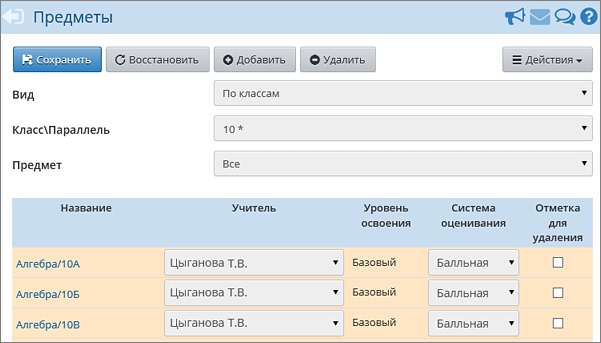 Предметы
Сохранить Восстановить Добавить Удалить Действия
Вид По классам
Класс\Параллель 10 *
Предмет Все
Название Учитель Уровень освоения Система оценивания Отметка для удаления
Алгебра/10А Цыганова Т.В. Базовый Балльная
Алгебра/10Б Цыганова Т.В. Базовый Балльная
Алгебра/10В Цыганова Т.В. Базовый Балльная